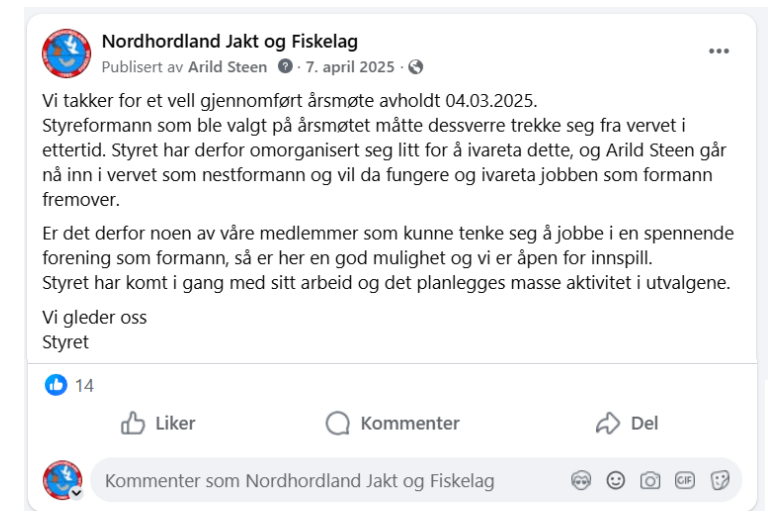 Nordhordland Jakt og Fiskelag
Publisert av Arild Steen · 7. april 2025 ·
Vi takker for et vell gjennomført årsmøte avholdt 04.03.2025.
Styreformann som ble valgt på årsmøtet måtte dessverre trekke seg fra vervet i
ettertid. Styret har derfor omorganisert seg litt for å ivareta dette, og Arild Steen går
nå inn i vervet som nestformann og vil da fungere og ivareta jobben som formann
fremover.
Er det derfor noen av våre medlemmer som kunne tenke seg å jobbe i en spennende
forening som formann, så er her en god mulighet og vi er åpen for innspill.
Styret har komt i gang med sitt arbeid og det planlegges masse aktivitet i utvalgene.
Vi gleder oss
Styret
14
Liker
Kommenter
Del
Kommenter som Nordhordland Jakt og Fiskelag
GIF